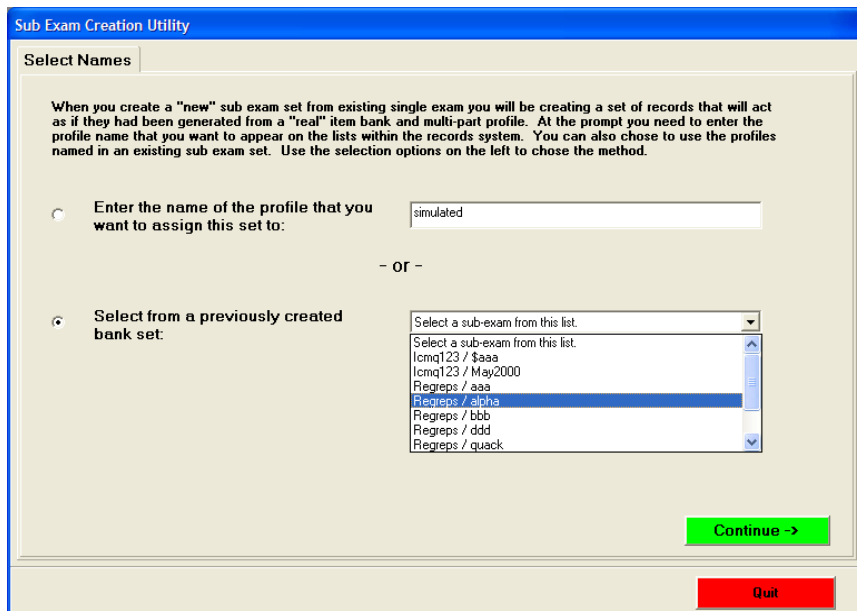 Sub Exam Creation Utility
Select Names
When you create a "new" sub exam set from existing single exam you will be creating a set of records that will act
as if they had been generated from a "real" item bank and multi-part profile. At the prompt you need to enter the
profile name that you want to appear on the lists within the records system. You can also chose to use the profiles
named in an existing sub exam set. Use the selection options on the left to chose the method.
Enter the name of the profile that you
want to assign this set to:
simulated
- or -
Select from a previously created
bank set:
Select a sub-exam from this list.
Select a sub-exam from this list.
Icmq123 / $aaa
Icmq123 / May2000
Regreps / aaa
Regreps / alpha
Regreps / bbb
Regreps / ddd
Regreps / quack
Continue ->
Quit